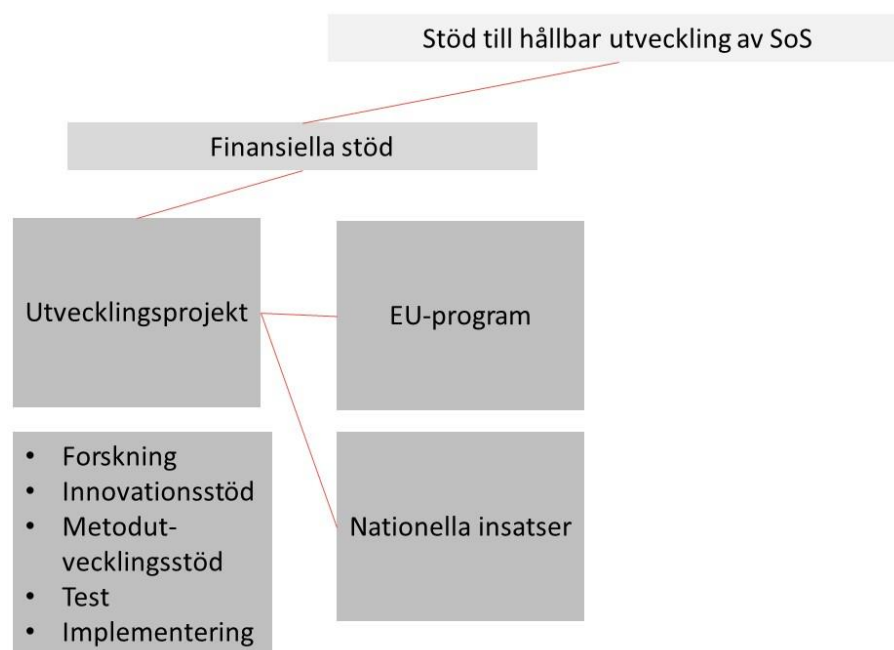 Stöd till hållbar utveckling av SoS
Finansiella stöd
Utvecklingsprojekt
EU-program
• Forskning
• Innovationsstöd
• Metodut-
vecklingsstöd
• Test
• Implementering
Nationella insatser